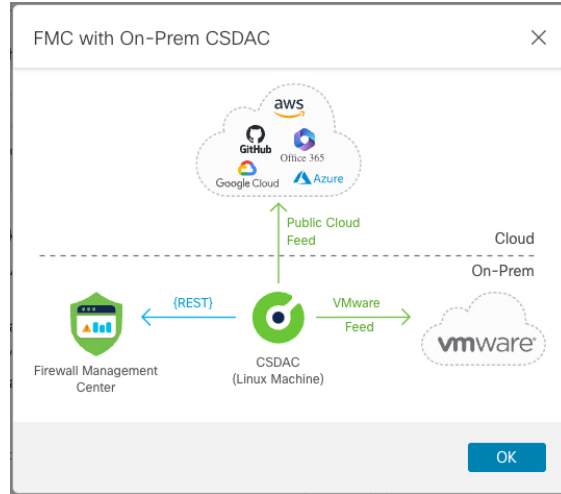 FMC with On-Prem CSDAC
aws
GitHub
Office 365
Google Cloud
Azure
Public Cloud
Feed
Cloud
On-Prem
{REST}
VMware
Feed
vmware
Firewall Management
Center
CSDAC
(Linux Machine)
OK